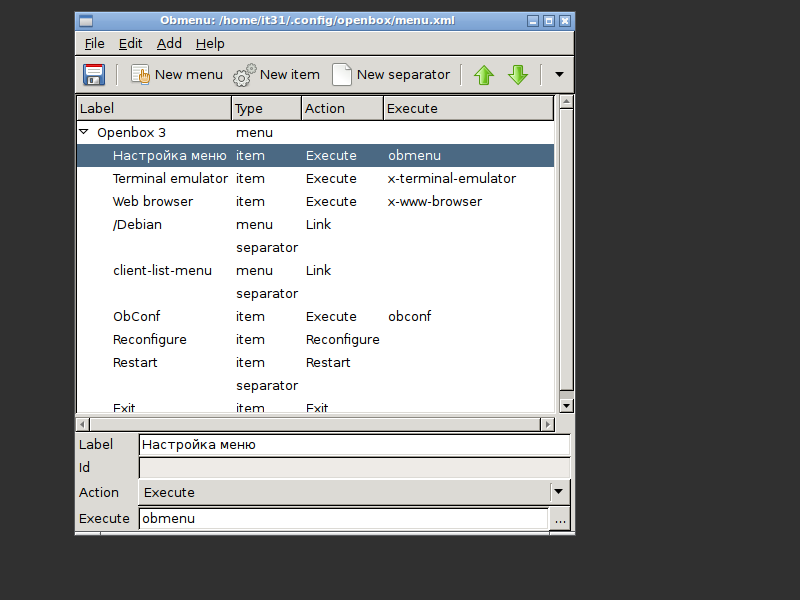 Obmenu: /home/it31/.config/openbox/menu.xml
File Edit Add Help
New menu New item New separator
Label Type Action Execute
Openbox 3 menu
Настройка меню item Execute obmenu
Terminal emulator item Execute x-terminal-emulator
Web browser item Execute x-www-browser
/Debian menu Link
separator
client-list-menu menu Link
separator
ObConf item Execute obconf
Reconfigure item Reconfigure
Restart item Restart
separator
Exit item Exit
Label Настройка меню
Id
Action Execute
Execute obmenu ...